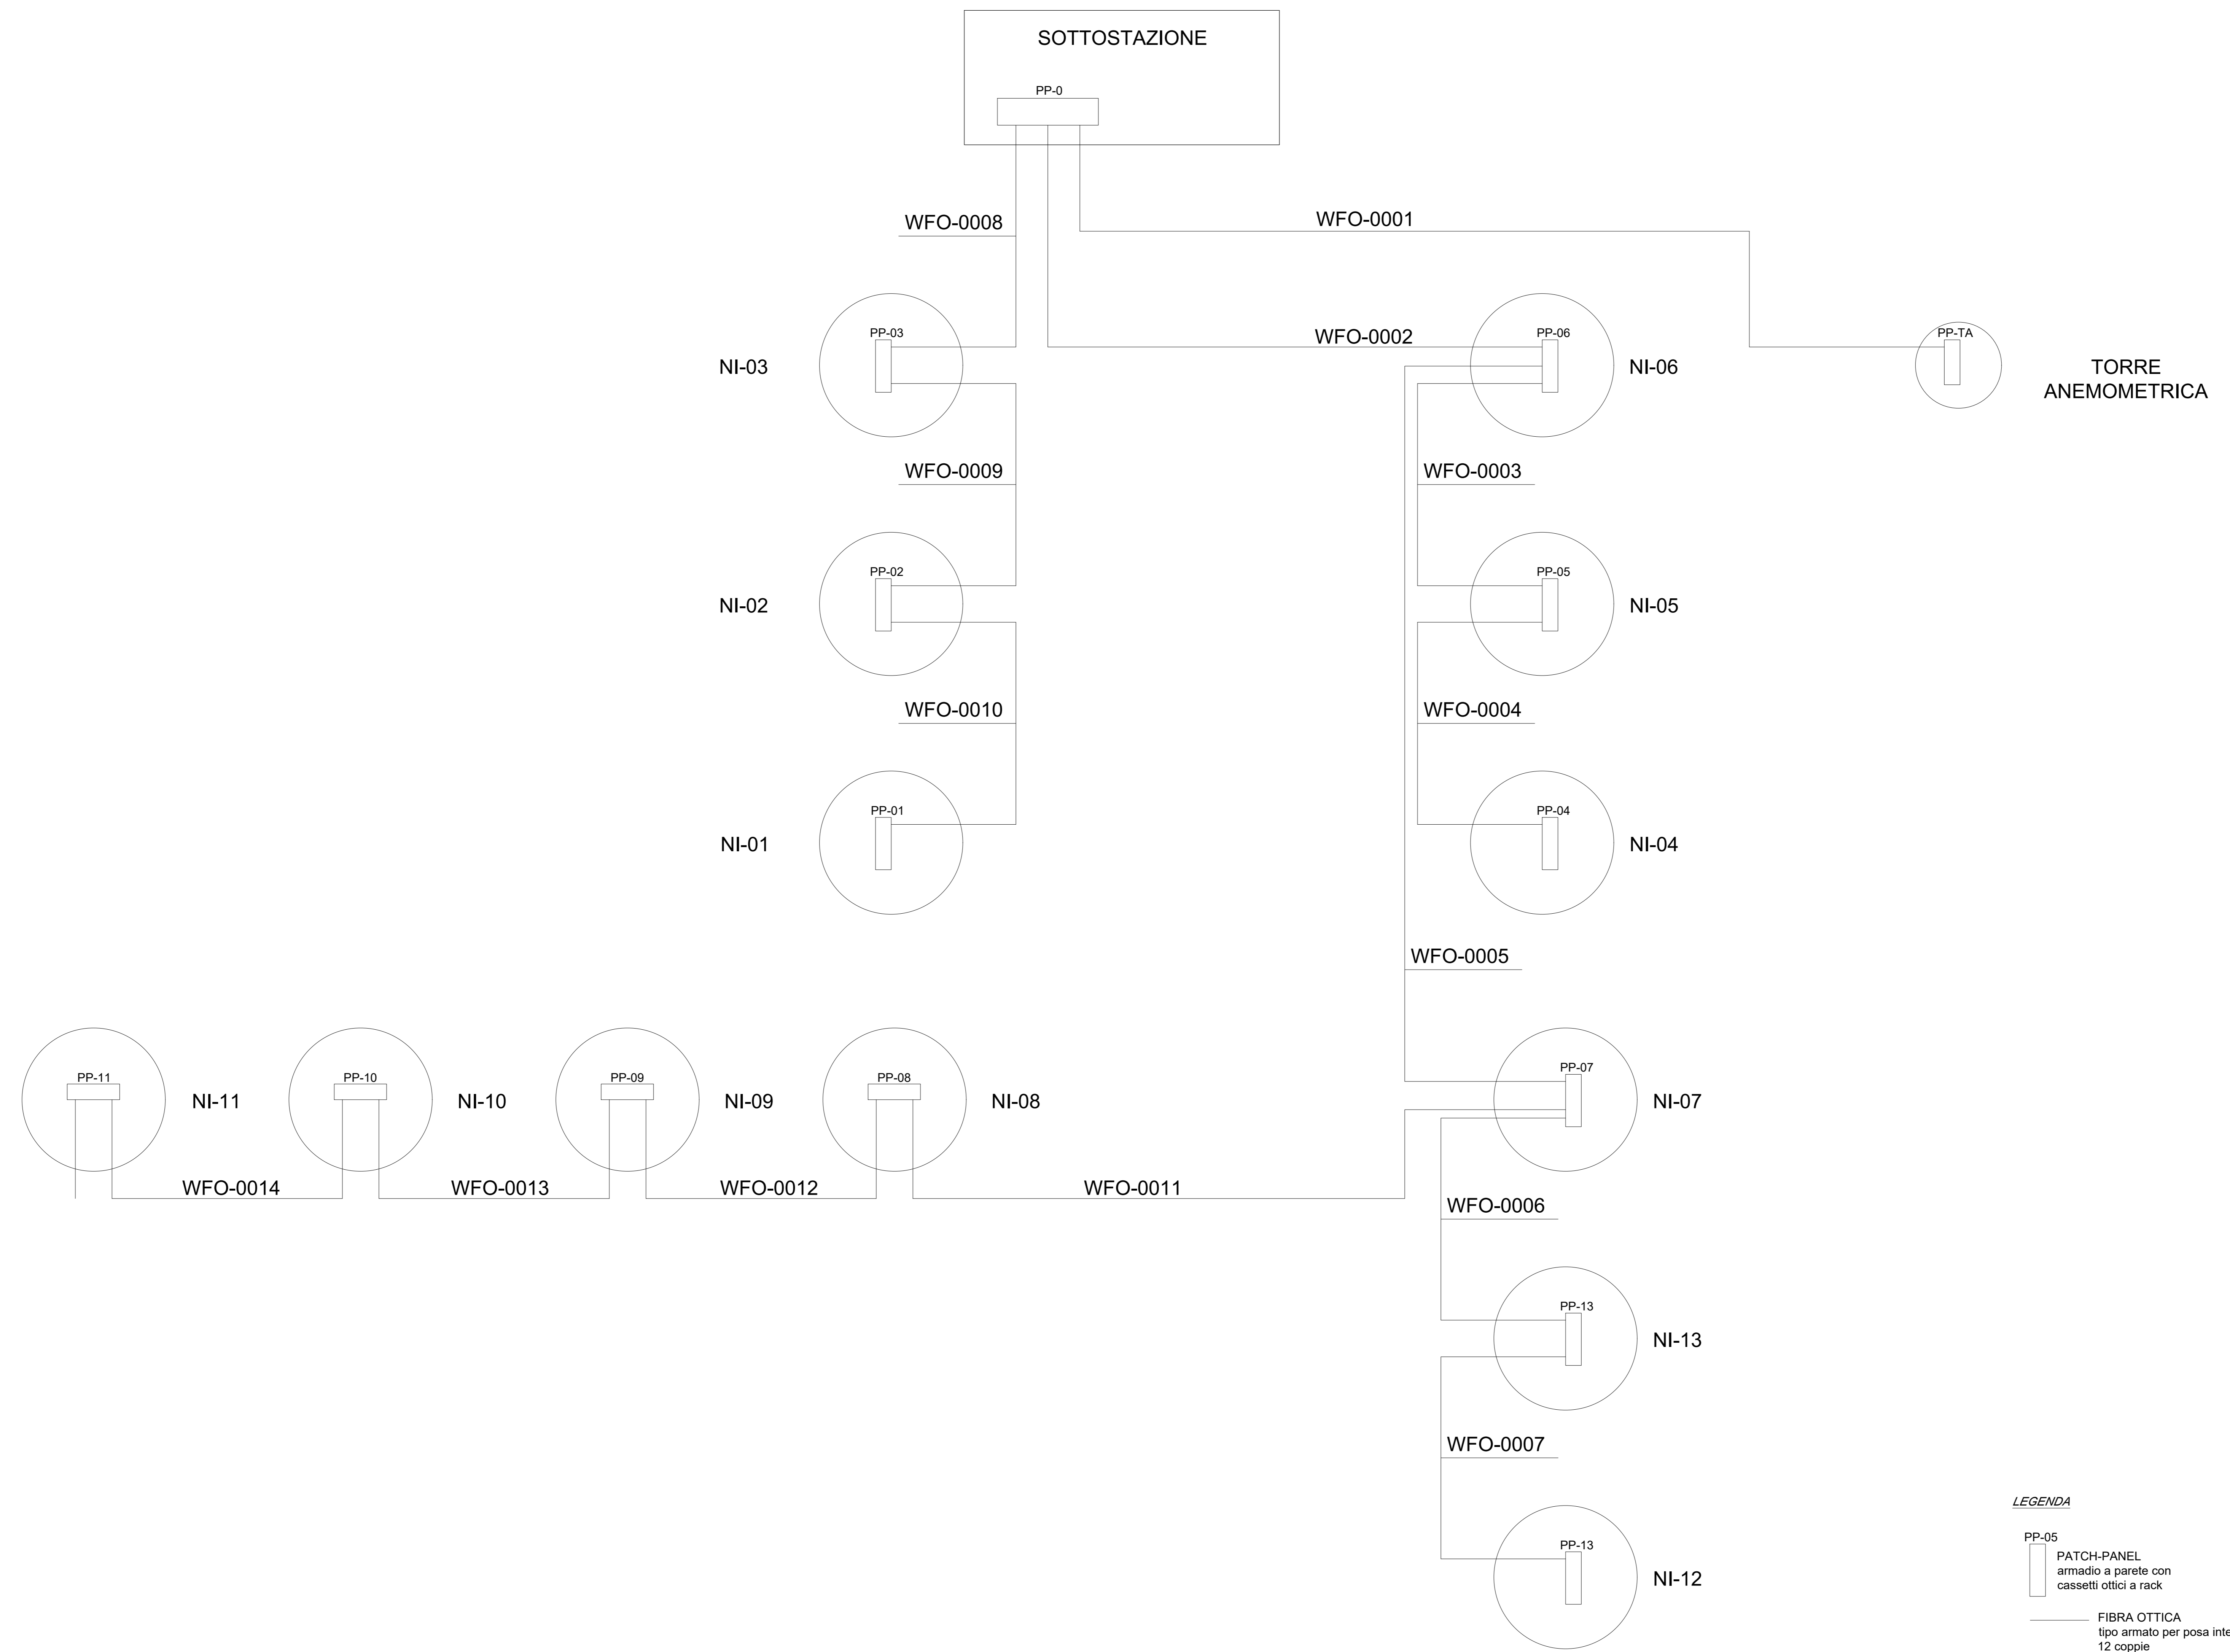 SOTTOSTAZIONE
PP-0
WFO-0008
WFO-0001
PP-03
WFO-0002
PP-06
PP-TA
NI-03
NI-06
TORRE
ANEMOMETRICA
WFO-0009
WFO-0003
PP-02
PP-05
NI-02
NI-05
WFO-0010
WFO-0004
PP-01
PP-04
NI-01
NI-04
WFO-0005
PP-11
PP-10
PP-09
PP-08
PP-07
NI-11
NI-10
NI-09
NI-08
NI-07
WFO-0014
WFO-0013
WFO-0012
WFO-0011
WFO-0006
PP-13
NI-13
WFO-0007
PP-13
NI-12
LEGENDA
PP-05
PATCH-PANEL
armadio a parete con
cassetti ottici a rack
FIBRA OTTICA
tipo armato per posa
12 coppie